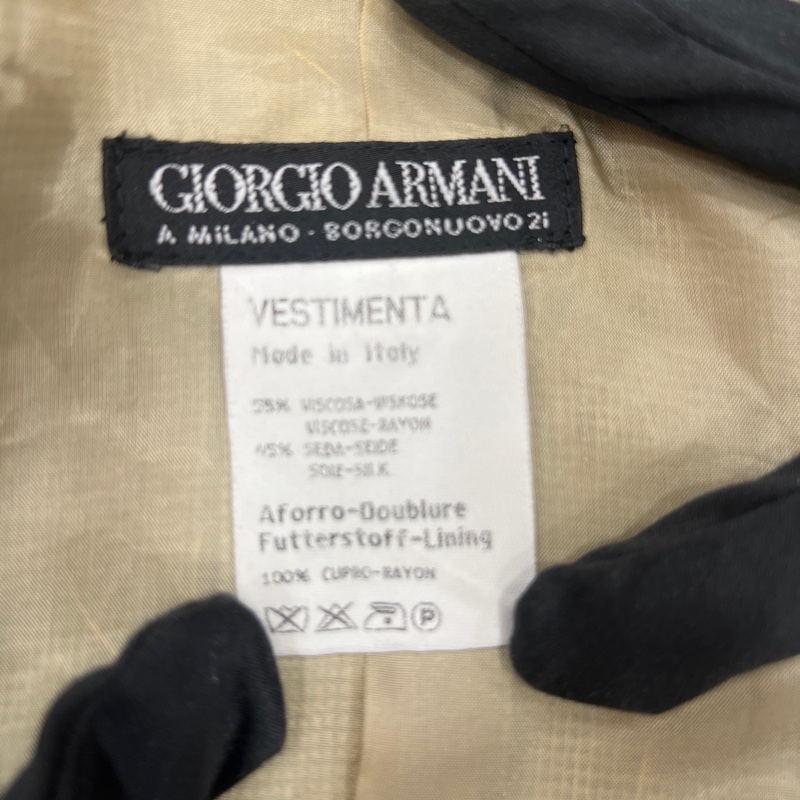 GIORGIO ARMANI
A MILANO - BORGONUOVO 21
VESTIMENTA
Made in Italy
55% VISCOSA-VISKOSE
VISCOSE-RAYON
45% SEDA-SEIDE
SOIE-SILK
Aforro-Doublure
Futterstoff-Lining
100% CUPRO-RAYON
P